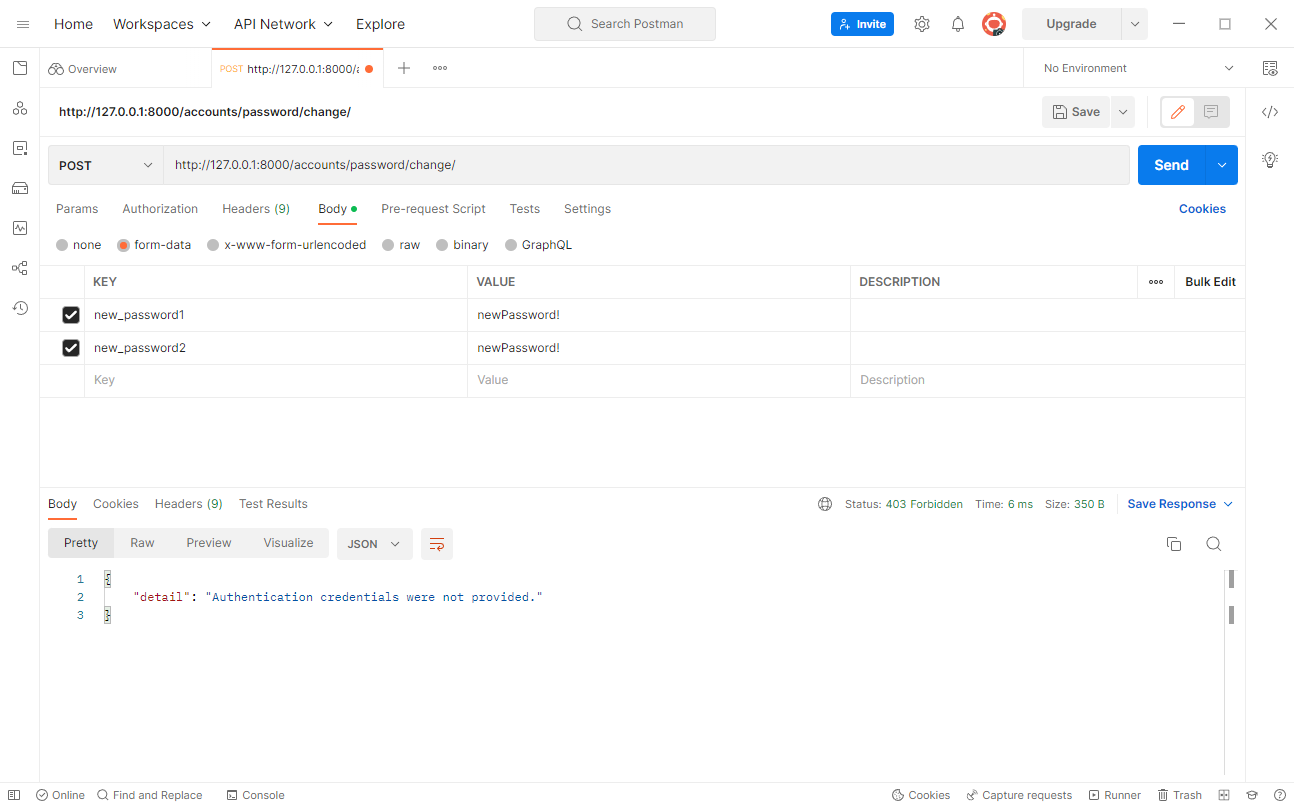 Home Workspaces API Network Explore Search Postman Invite Upgrade
Overview POST http://127.0.0.1:8000/a No Environment
http://127.0.0.1:8000/accounts/password/change/ Save
POST http://127.0.0.1:8000/accounts/password/change/ Send
Params Authorization Headers (9) Body Pre-request Script Tests Settings Cookies
none form-data x-www-form-urlencoded raw binary GraphQL
KEY VALUE DESCRIPTION Bulk Edit
new_password1 newPassword!
new_password2 newPassword!
Key Value Description
Body Cookies Headers (9) Test Results Status: 403 Forbidden Time: 6 ms Size: 350 B Save Response
Pretty Raw Preview Visualize JSON
1 {
2 "detail": "Authentication credentials were not provided."
3 }
Online Find and Replace Console Cookies Capture requests Runner Trash